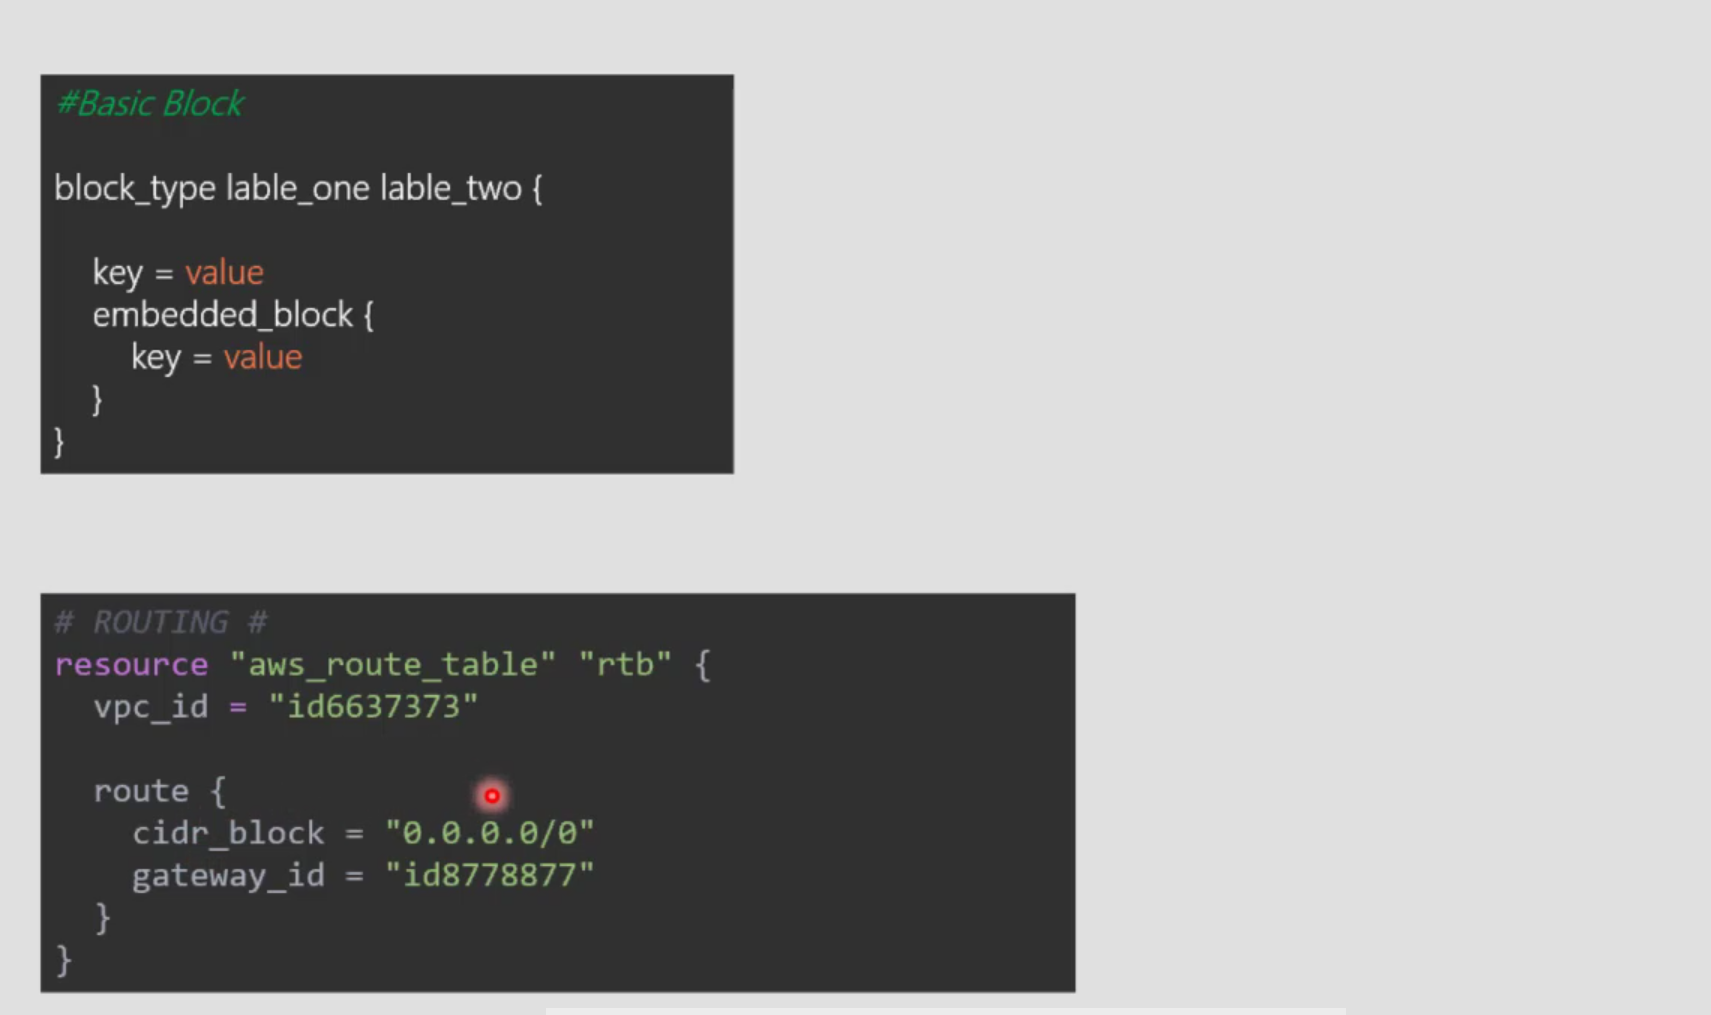 #Basic Block
block_type lable_one lable_two {
key = value
embedded_block {
key = value
}
}
# ROUTING #
resource "aws_route_table" "rtb" {
vpc_id = "id6637373"
route {
cidr_block = "0.0.0.0/0"
gateway_id = "id8778877"
}
}